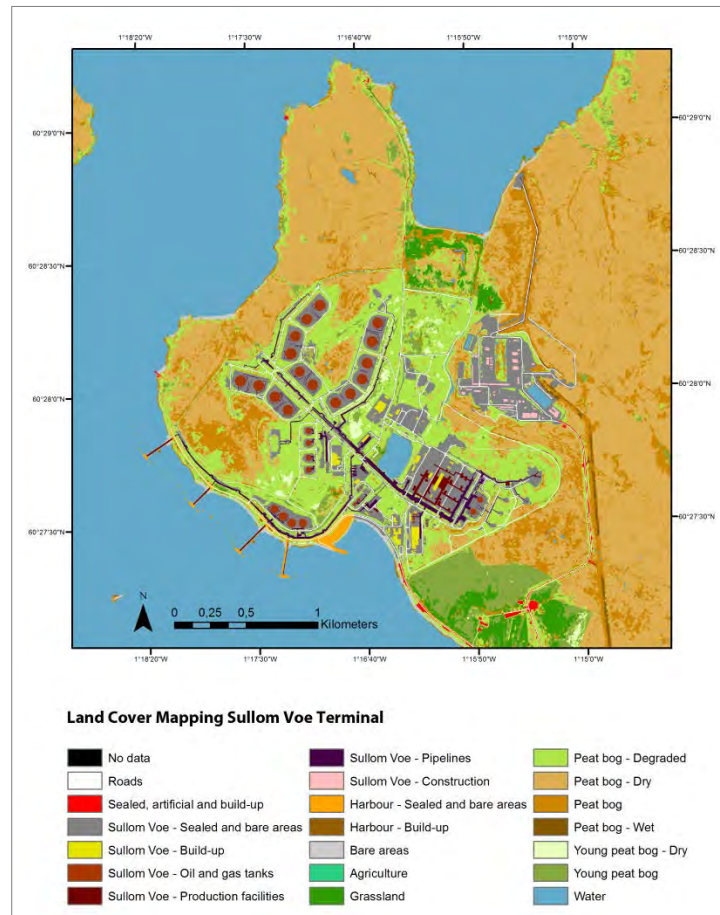 1°18'20"W 1°17'30"W 1°16'40"W 1°15'50"W 1°15'0"W
60°29'0"N 60°29'0"N
60°28'30"N 60°28'30"N
60°28'0"N 60°28'0"N
60°27'30"N 60°27'30"N
N
0 0,25 0,5 1
Kilometers
1°18'20"W 1°17'30"W 1°16'40"W 1°15'50"W 1°15'0"W
Land Cover Mapping Sullom Voe Terminal
No data
Roads
Sealed, artificial and build-up
Sullom Voe - Sealed and bare areas
Sullom Voe - Build-up
Sullom Voe - Oil and gas tanks
Sullom Voe - Production facilities
Sullom Voe - Pipelines
Sullom Voe - Construction
Harbour - Sealed and bare areas
Harbour - Build-up
Bare areas
Agriculture
Grassland
Peat bog - Degraded
Peat bog - Dry
Peat bog
Peat bog - Wet
Young peat bog - Dry
Young peat bog
Water